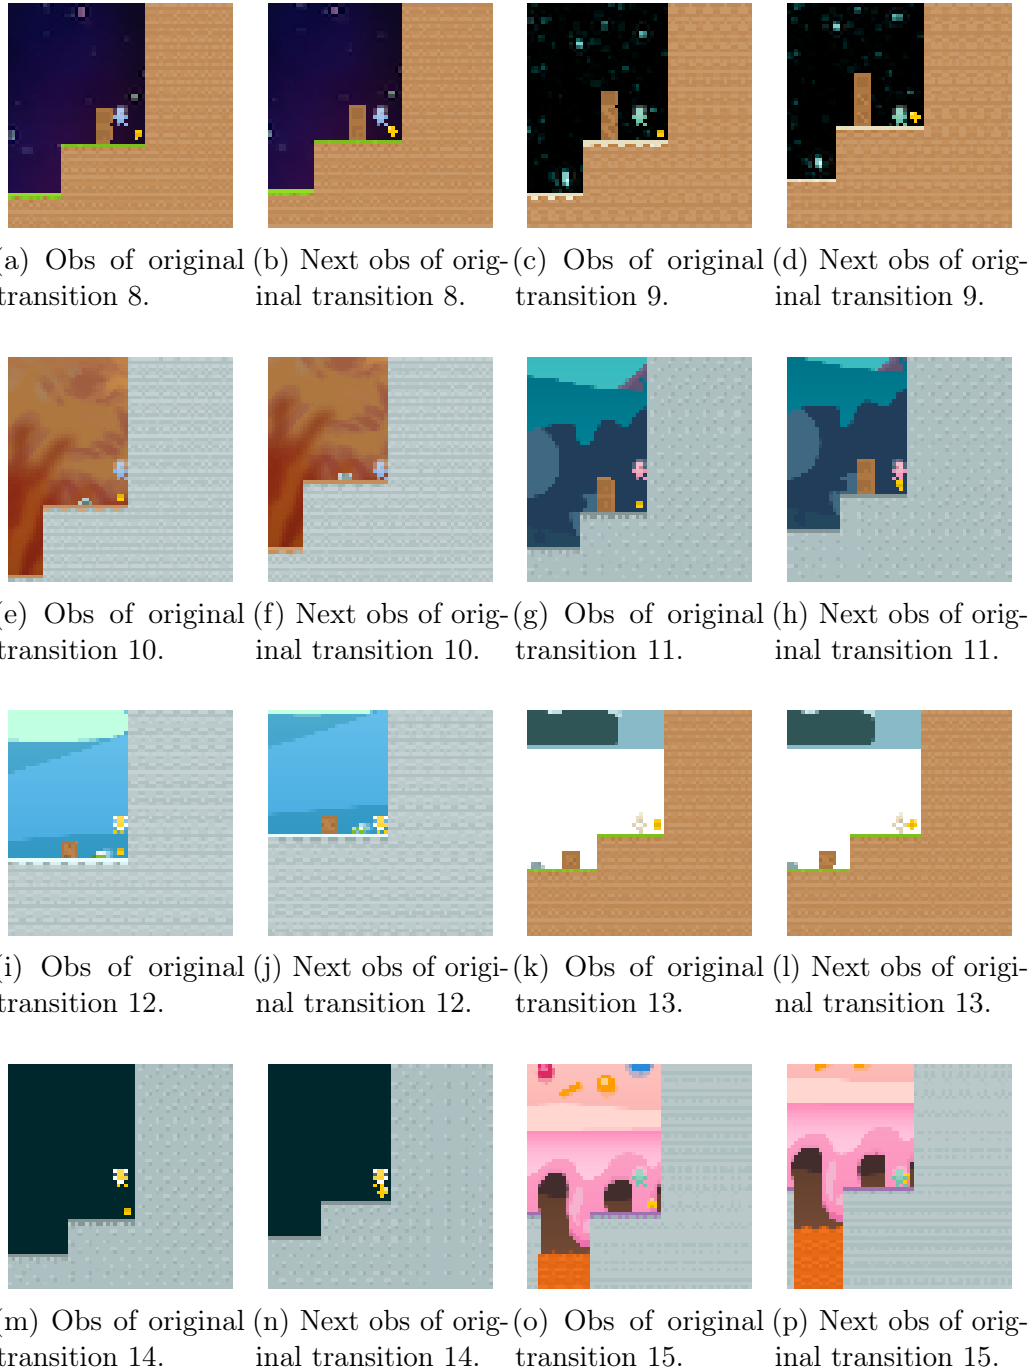 (a) Obs of original transition 8.
(b) Next obs of orig-
inal transition 8.
(c) Obs of original transition 9.
(d) Next obs of orig-
inal transition 9.
(e) Obs of original transition 10.
(f) Next obs of orig-
inal transition 10.
(g) Obs of original transition 11.
(h) Next obs of orig-
inal transition 11.
(i) Obs of original transition 12.
(j) Next obs of origi-
nal transition 12.
(k) Obs of original transition 13.
(l) Next obs of origi-
nal transition 13.
(m) Obs of original transition 14.
(n) Next obs of orig-
inal transition 14.
(o) Obs of original transition 15.
(p) Next obs of orig-
inal transition 15.